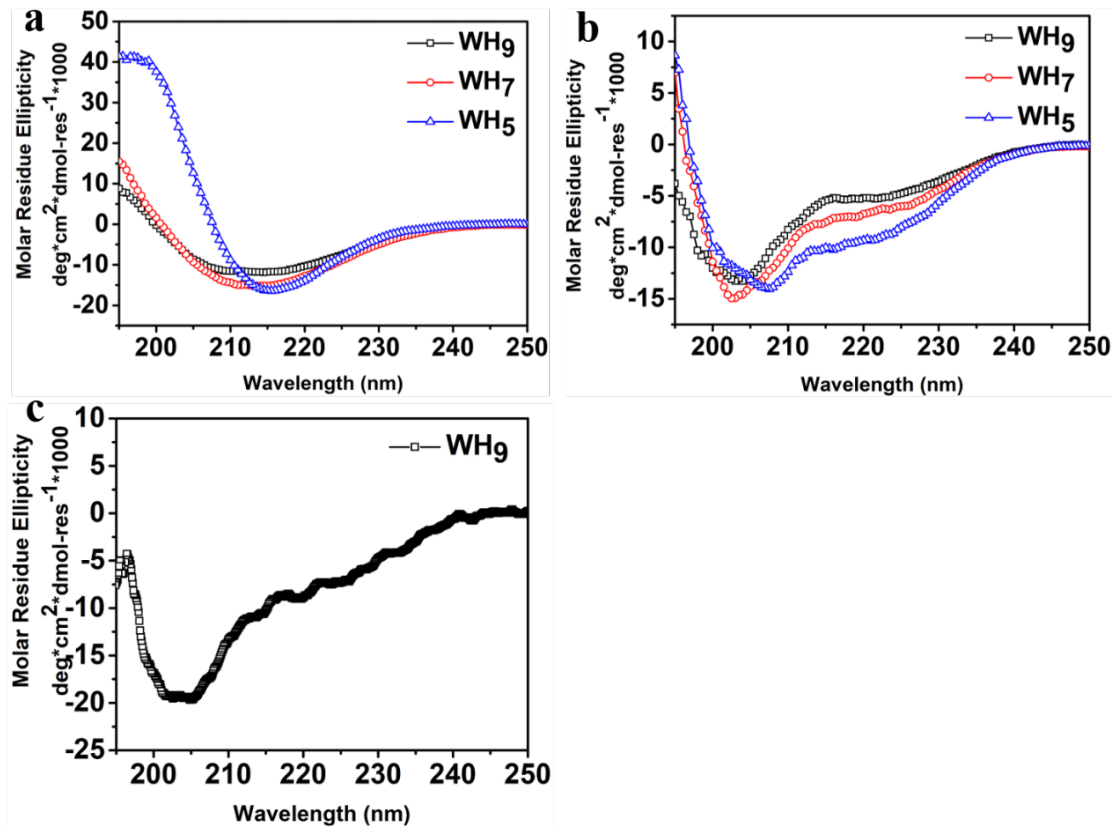 a
Molar Residue Ellipticity
deg*cm²*dmol-res⁻¹*1000
50
40
30
20
10
0
-10
-20
WH₉
WH₇
WH₅
200 210 220 230 240 250
Wavelength (nm)
b
Molar Residue Ellipticity
deg*cm²*dmol-res⁻¹*1000
10
5
0
-5
-10
-15
WH₉
WH₇
WH₅
200 210 220 230 240 250
Wavelength (nm)
c
Molar Residue Ellipticity
deg*cm²*dmol-res⁻¹*1000
10
5
0
-5
-10
-15
-20
-25
WH₉
200 210 220 230 240 250
Wavelength (nm)